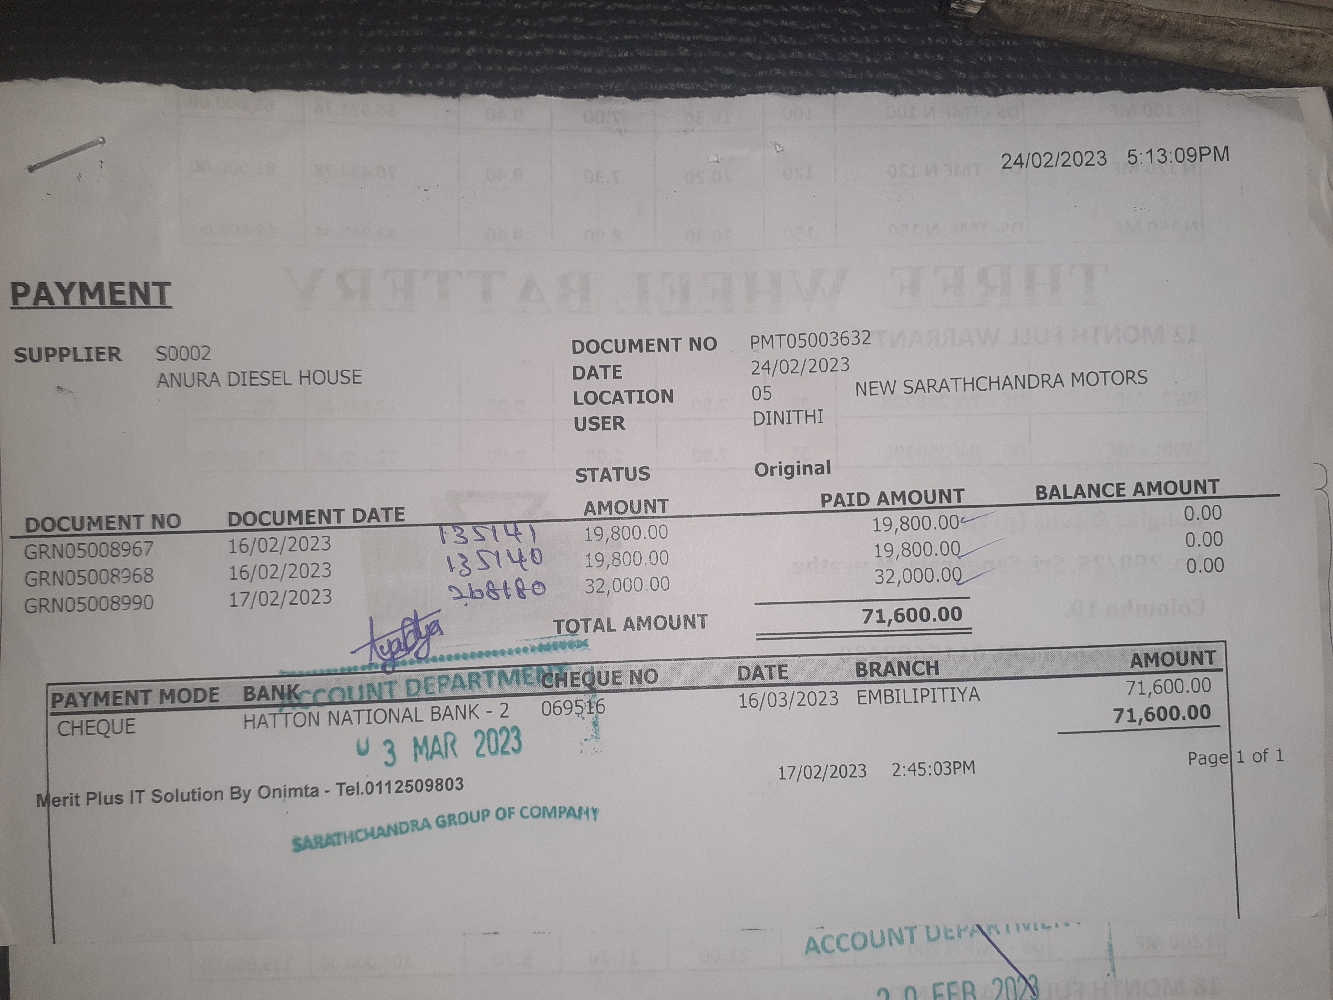 24/02/2023 5:13:09PM
PAYMENT
SUPPLIER S0002
ANURA DIESEL HOUSE
DOCUMENT NO PMT05003632
DATE 24/02/2023
LOCATION 05 NEW SARATHCHANDRA MOTORS
USER DINITHI
STATUS Original
DOCUMENT NO DOCUMENT DATE AMOUNT PAID AMOUNT BALANCE AMOUNT
GRN05008967 16/02/2023 135141 19,800.00 19,800.00 0.00
GRN05008968 16/02/2023 135140 19,800.00 19,800.00 0.00
GRN05008990 17/02/2023 268180 32,000.00 32,000.00 0.00
TOTAL AMOUNT 71,600.00
PAYMENT MODE BANK CHEQUE NO DATE BRANCH AMOUNT
CHEQUE HATTON NATIONAL BANK - 2 069516 16/03/2023 EMBILIPITIYA 71,600.00
71,600.00
ACCOUNT DEPARTMENT
3 MAR 2023
SARATHCHANDRA GROUP OF COMPANY
17/02/2023 2:45:03PM
Page 1 of 1
Merit Plus IT Solution By Onimta - Tel.0112509803
ACCOUNT DEPARTMENT
20 FEB 2023